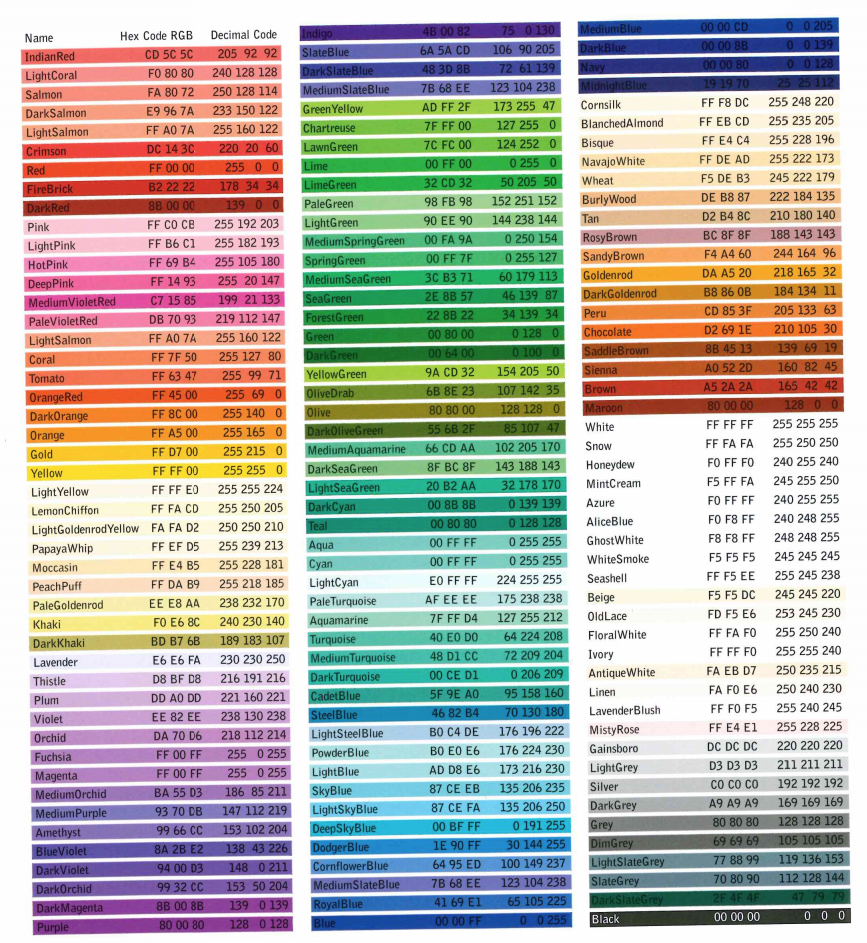 Name Hex Code RGB Decimal Code
IndianRed CD 5C 5C 205 92 92
LightCoral F0 80 80 240 128 128
Salmon FA 80 72 250 128 114
DarkSalmon E9 96 7A 233 150 122
LightSalmon FF A0 7A 255 160 122
Crimson DC 14 3C 220 20 60
Red FF 00 00 255 0 0
FireBrick B2 22 22 178 34 34
DarkRed 8B 00 00 139 0 0
Pink FF C0 CB 255 192 203
LightPink FF B6 C1 255 182 193
HotPink FF 69 B4 255 105 180
DeepPink FF 14 93 255 20 147
MediumVioletRed C7 15 85 199 21 133
PaleVioletRed DB 70 93 219 112 147
LightSalmon FF A0 7A 255 160 122
Coral FF 7F 50 255 127 80
Tomato FF 63 47 255 99 71
OrangeRed FF 45 00 255 69 0
DarkOrange FF 8C 00 255 140 0
Orange FF A5 00 255 165 0
Gold FF D7 00 255 215 0
Yellow FF FF 00 255 255 0
LightYellow FF FF E0 255 255 224
LemonChiffon FF FA CD 255 250 205
LightGoldenrodYellow FA FA D2 250 250 210
PapayaWhip FF EF D5 255 239 213
Moccasin FF E4 B5 255 228 181
PeachPuff FF DA B9 255 218 185
PaleGoldenrod EE E8 AA 238 232 170
Khaki F0 E6 8C 240 230 140
DarkKhaki BD B7 6B 189 183 107
Lavender E6 E6 FA 230 230 250
Thistle D8 BF D8 216 191 216
Plum DD A0 DD 221 160 221
Violet EE 82 EE 238 130 238
Orchid DA 70 D6 218 112 214
Fuchsia FF 00 FF 255 0 255
Magenta FF 00 FF 255 0 255
MediumOrchid BA 55 D3 186 85 211
MediumPurple 93 70 DB 147 112 219
Amethyst 99 66 CC 153 102 204
BlueViolet 8A 2B E2 138 43 226
DarkViolet 94 00 D3 148 0 211
DarkOrchid 99 32 CC 153 50 204
DarkMagenta 8B 00 8B 139 0 139
Purple 80 00 80 128 0 128
Indigo 4B 00 82 75 0 130
SlateBlue 6A 5A CD 106 90 205
DarkSlateBlue 48 3D 8B 72 61 139
MediumSlateBlue 7B 68 EE 123 104 238
GreenYellow AD FF 2F 173 255 47
Chartreuse 7F FF 00 127 255 0
LawnGreen 7C FC 00 124 252 0
Lime 00 FF 00 0 255 0
LimeGreen 32 CD 32 50 205 50
PaleGreen 98 FB 98 152 251 152
LightGreen 90 EE 90 144 238 144
MediumSpringGreen 00 FA 9A 0 250 154
SpringGreen 00 FF 7F 0 255 127
MediumSeaGreen 3C B3 71 60 179 113
SeaGreen 2E 8B 57 46 139 87
ForestGreen 22 8B 22 34 139 34
Green 00 80 00 0 128 0
DarkGreen 00 64 00 0 100 0
YellowGreen 9A CD 32 154 205 50
OliveDrab 6B 8E 23 107 142 35
Olive 80 80 00 128 128 0
DarkOliveGreen 55 6B 2F 85 107 47
MediumAquamarine 66 CD AA 102 205 170
DarkSeaGreen 8F BC 8F 143 188 143
LightSeaGreen 20 B2 AA 32 178 170
DarkCyan 00 8B 8B 0 139 139
Teal 00 80 80 0 128 128
Aqua 00 FF FF 0 255 255
Cyan 00 FF FF 0 255 255
LightCyan E0 FF FF 224 255 255
PaleTurquoise AF EE EE 175 238 238
Aquamarine 7F FF D4 127 255 212
Turquoise 40 E0 D0 64 224 208
MediumTurquoise 48 D1 CC 72 209 204
DarkTurquoise 00 CE D1 0 206 209
CadetBlue 5F 9E A0 95 158 160
SteelBlue 46 82 B4 70 130 180
LightSteelBlue B0 C4 DE 176 196 222
PowderBlue B0 E0 E6 176 224 230
LightBlue AD D8 E6 173 216 230
SkyBlue 87 CE EB 135 206 235
LightSkyBlue 87 CE FA 135 206 250
DeepSkyBlue 00 BF FF 0 191 255
DodgerBlue 1E 90 FF 30 144 255
CornflowerBlue 64 95 ED 100 149 237
MediumSlateBlue 7B 68 EE 123 104 238
RoyalBlue 41 69 E1 65 105 225
Blue 00 00 FF 0 0 255
MediumBlue 00 00 CD 0 0 205
DarkBlue 00 00 8B 0 0 139
Navy 00 00 80 0 0 128
MidnightBlue 19 19 70 25 25 112
Cornsilk FF F8 DC 255 248 220
BlanchedAlmond FF EB CD 255 235 205
Bisque FF E4 C4 255 228 196
NavajoWhite FF DE AD 255 222 173
Wheat F5 DE B3 245 222 179
BurlyWood DE B8 87 222 184 135
Tan D2 B4 8C 210 180 140
RosyBrown BC 8F 8F 188 143 143
SandyBrown F4 A4 60 244 164 96
Goldenrod DA A5 20 218 165 32
DarkGoldenrod B8 86 0B 184 134 11
Peru CD 85 3F 205 133 63
Chocolate D2 69 1E 210 105 30
SaddleBrown 8B 45 13 139 69 19
Sienna A0 52 2D 160 82 45
Brown A5 2A 2A 165 42 42
Maroon 80 00 00 128 0 0
White FF FF FF 255 255 255
Snow FF FA FA 255 250 250
Honeydew F0 FF F0 240 255 240
MintCream F5 FF FA 245 255 250
Azure F0 FF FF 240 255 255
AliceBlue F0 F8 FF 240 248 255
GhostWhite F8 F8 FF 248 248 255
WhiteSmoke F5 F5 F5 245 245 245
Seashell FF F5 EE 255 245 238
Beige F5 F5 DC 245 245 220
OldLace FD F5 E6 253 245 230
FloralWhite FF FA F0 255 250 240
Ivory FF FF F0 255 255 240
AntiqueWhite FA EB D7 250 235 215
Linen FA F0 E6 250 240 230
LavenderBlush FF F0 F5 255 240 245
MistyRose FF E4 E1 255 228 225
Gainsboro DC DC DC 220 220 220
LightGrey D3 D3 D3 211 211 211
Silver C0 C0 C0 192 192 192
DarkGrey A9 A9 A9 169 169 169
Grey 80 80 80 128 128 128
DimGrey 69 69 69 105 105 105
LightSlateGrey 77 88 99 119 136 153
SlateGrey 70 80 90 112 128 144
DarkSlateGrey 2F 4F 4F 47 79 79
Black 00 00 00 0 0 0